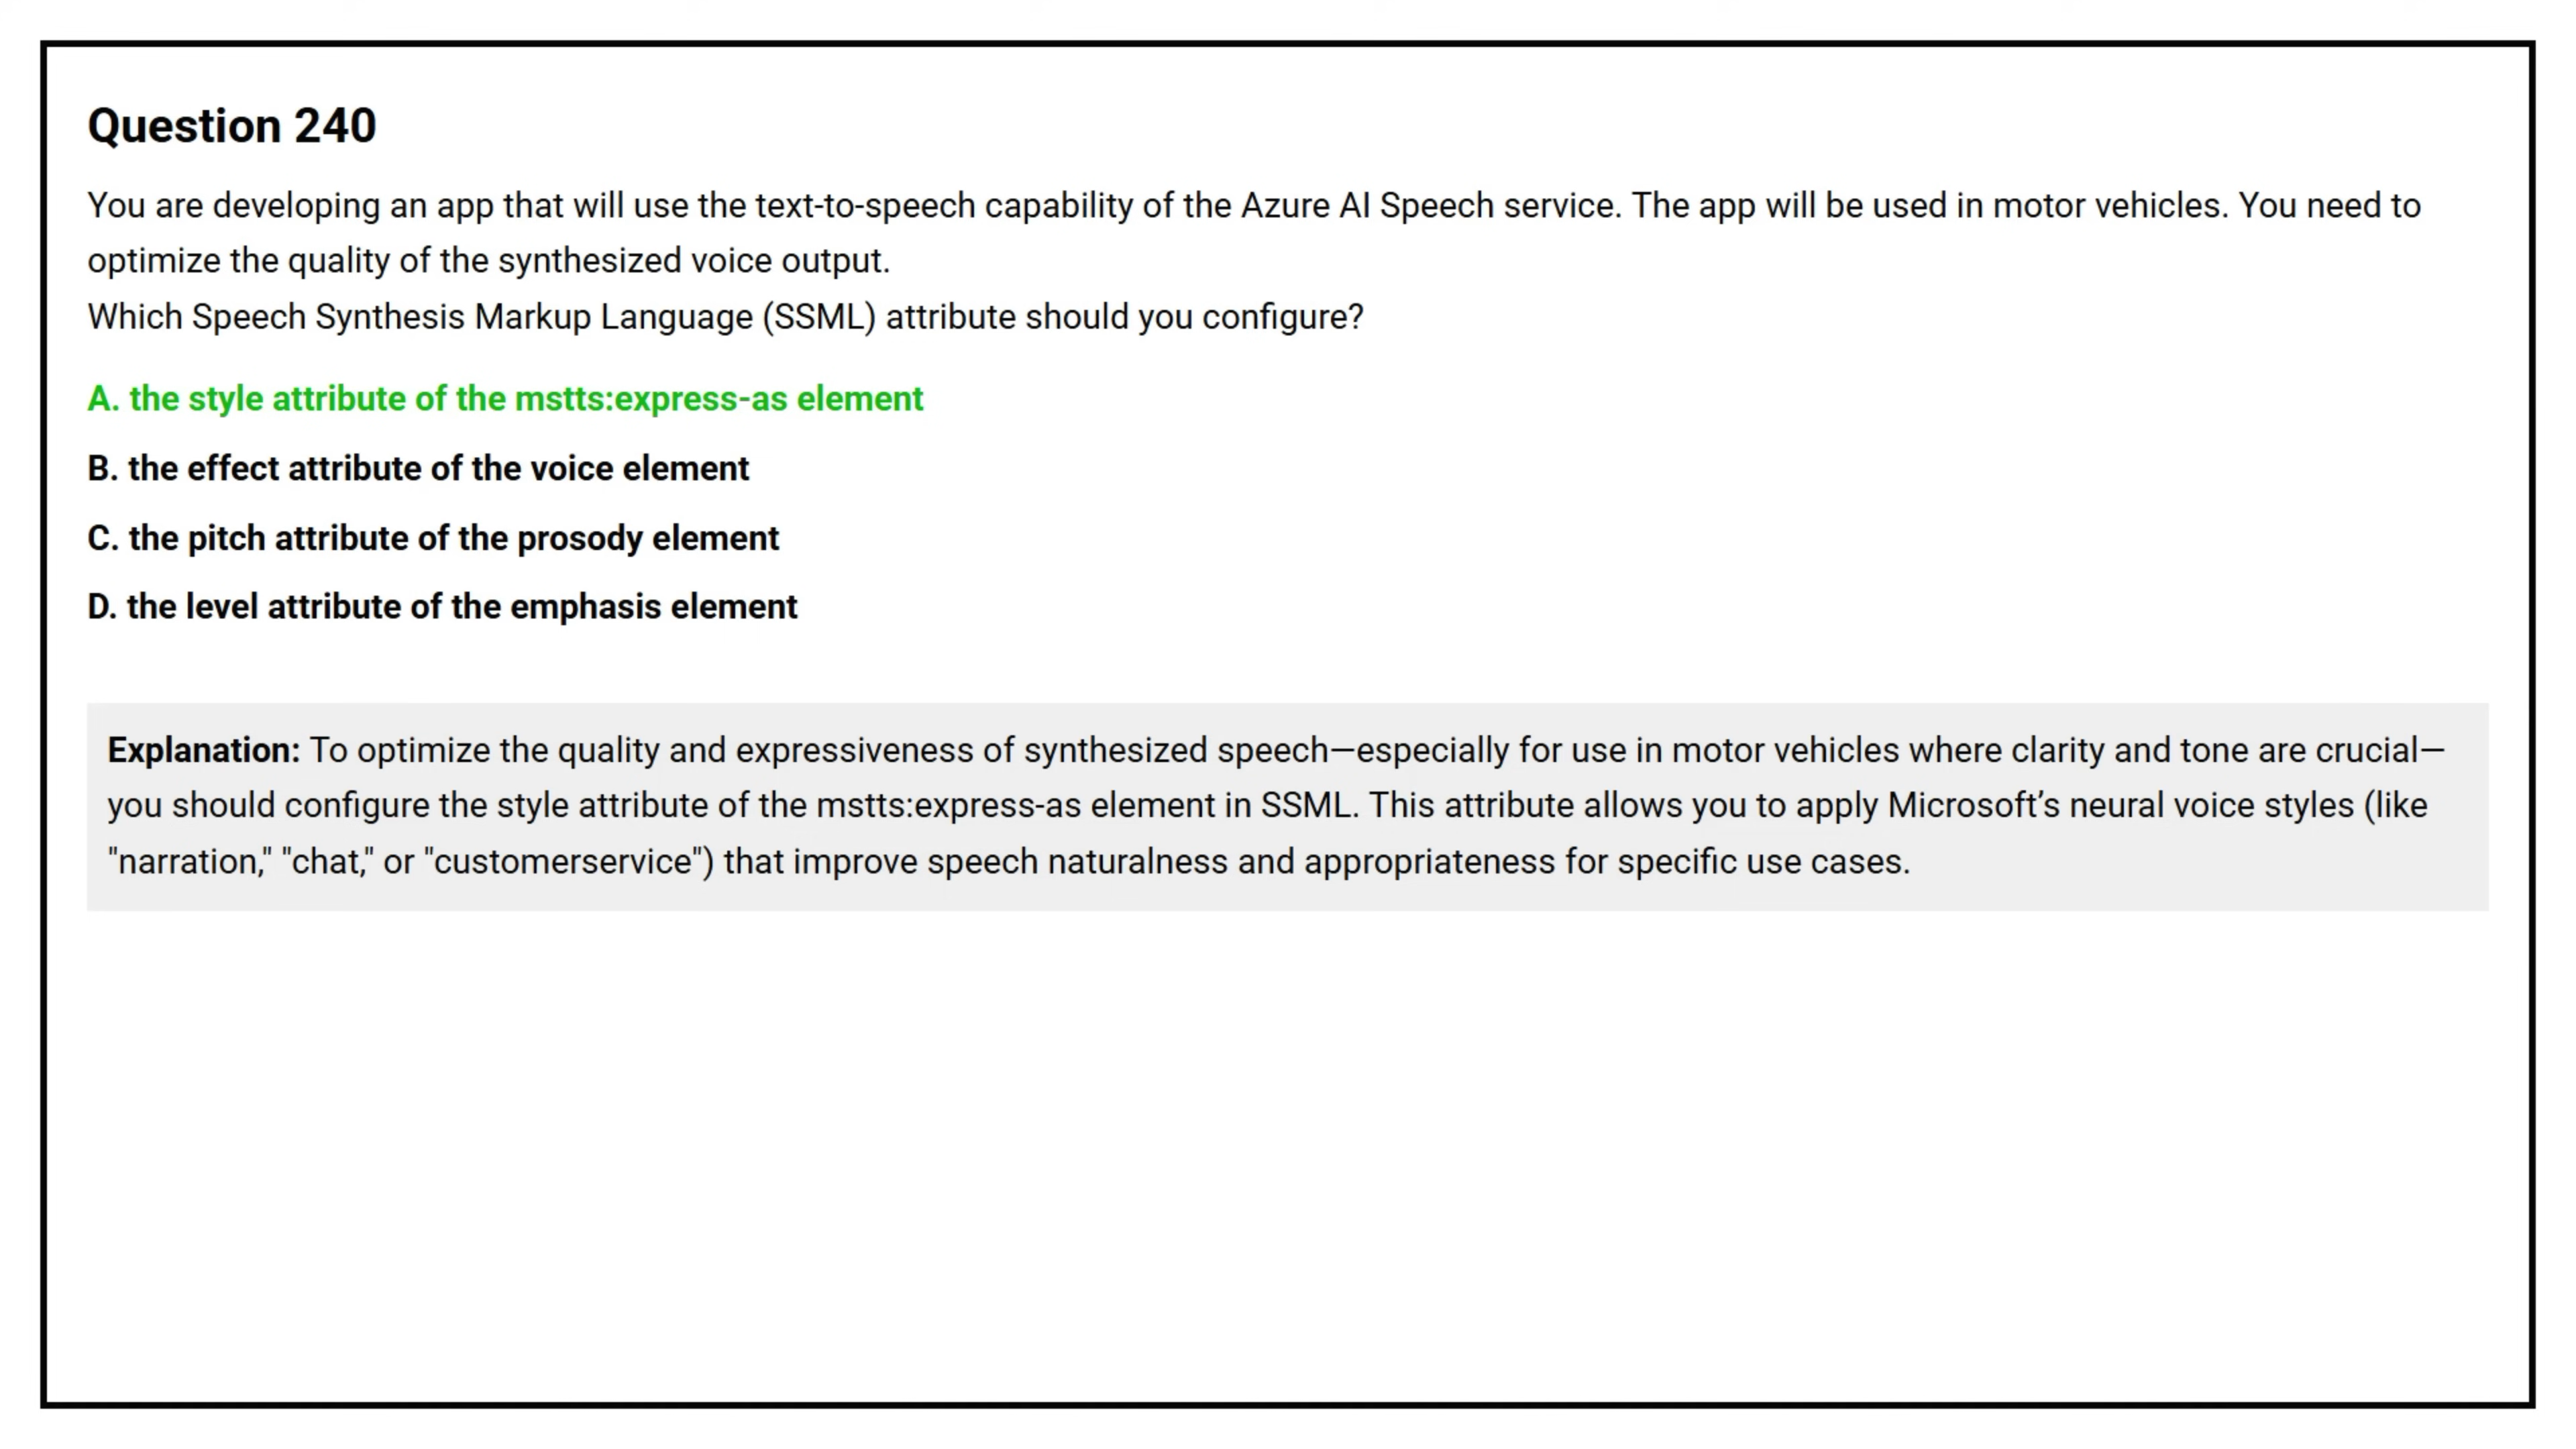 Question 240
You are developing an app that will use the text-to-speech capability of the Azure AI Speech service. The app will be used in motor vehicles. You need to
optimize the quality of the synthesized voice output.
Which Speech Synthesis Markup Language (SSML) attribute should you configure?
A. the style attribute of the mstts:express-as element
B. the effect attribute of the voice element
C. the pitch attribute of the prosody element
D. the level attribute of the emphasis element
Explanation: To optimize the quality and expressiveness of synthesized speech—especially for use in motor vehicles where clarity and tone are crucial—
you should configure the style attribute of the mstts:express-as element in SSML. This attribute allows you to apply Microsoft’s neural voice styles (like
"narration," "chat," or "customerservice") that improve speech naturalness and appropriateness for specific use cases.